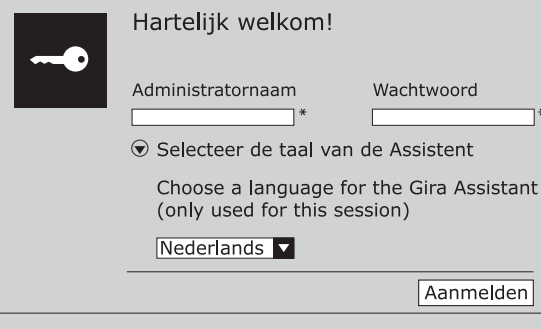 Hartelijk welkom!
Administratornaam Wachtwoord
* *
Selecteer de taal van de Assistent
Choose a language for the Gira Assistant
(only used for this session)
Nederlands
Aanmelden